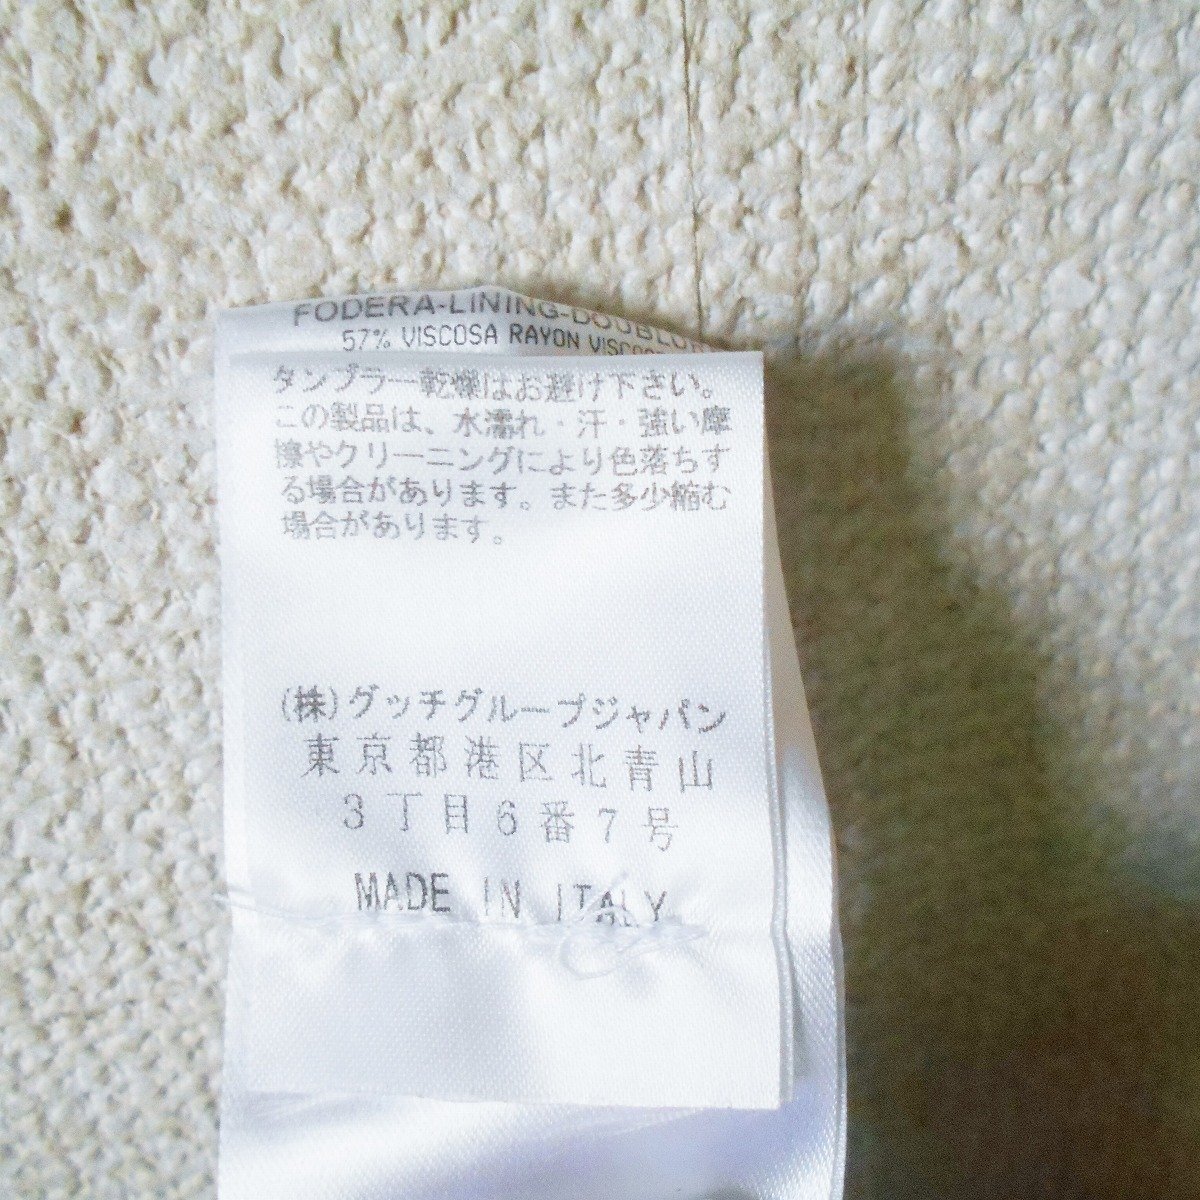 FODERA-LINING-DOUBLU
57% VISCOSA RAYON VISCOS
タンブラー乾燥はお避け下さい。
この製品は、水濡れ・汗・強い摩
擦やクリーニングにより色落ちす
る場合があります。また多少縮む
場合があります。
(株)グッチグループジャパン
東京都港区北青山
3丁目6番7号
MADE IN ITALY